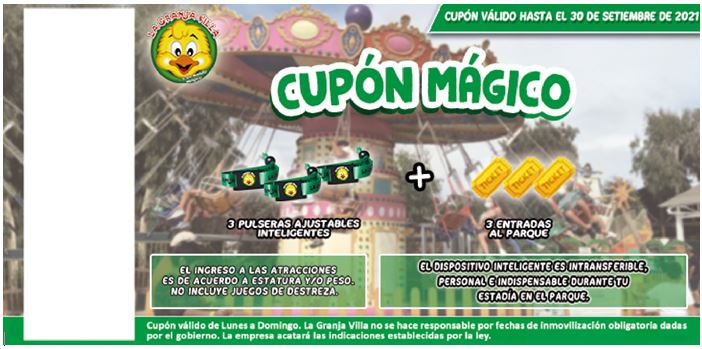 CUPÓN VÁLIDO HASTA EL 30 DE SETIEMBRE DE 2021
LA GRANJA VILLA
CUPÓN MÁGICO
TICKET TICKET TICKET
+
3 PULSERAS AJUSTABLES
INTELIGENTES
3 ENTRADAS
AL PARQUE
EL INGRESO A LAS ATRACCIONES
ES DE ACUERDO A ESTATURA Y/O PESO.
NO INCLUYE JUEGOS DE DESTREZA.
EL DISPOSITIVO INTELIGENTE ES INTRANSFERIBLE,
PERSONAL E INDISPENSABLE DURANTE TU
ESTADÍA EN EL PARQUE.
Cupón válido de Lunes a Domingo. La Granja Villa no se hace responsable por fechas de inmovilización obligatoria dadas
por el gobierno. La empresa acatará las indicaciones establecidas por la ley.